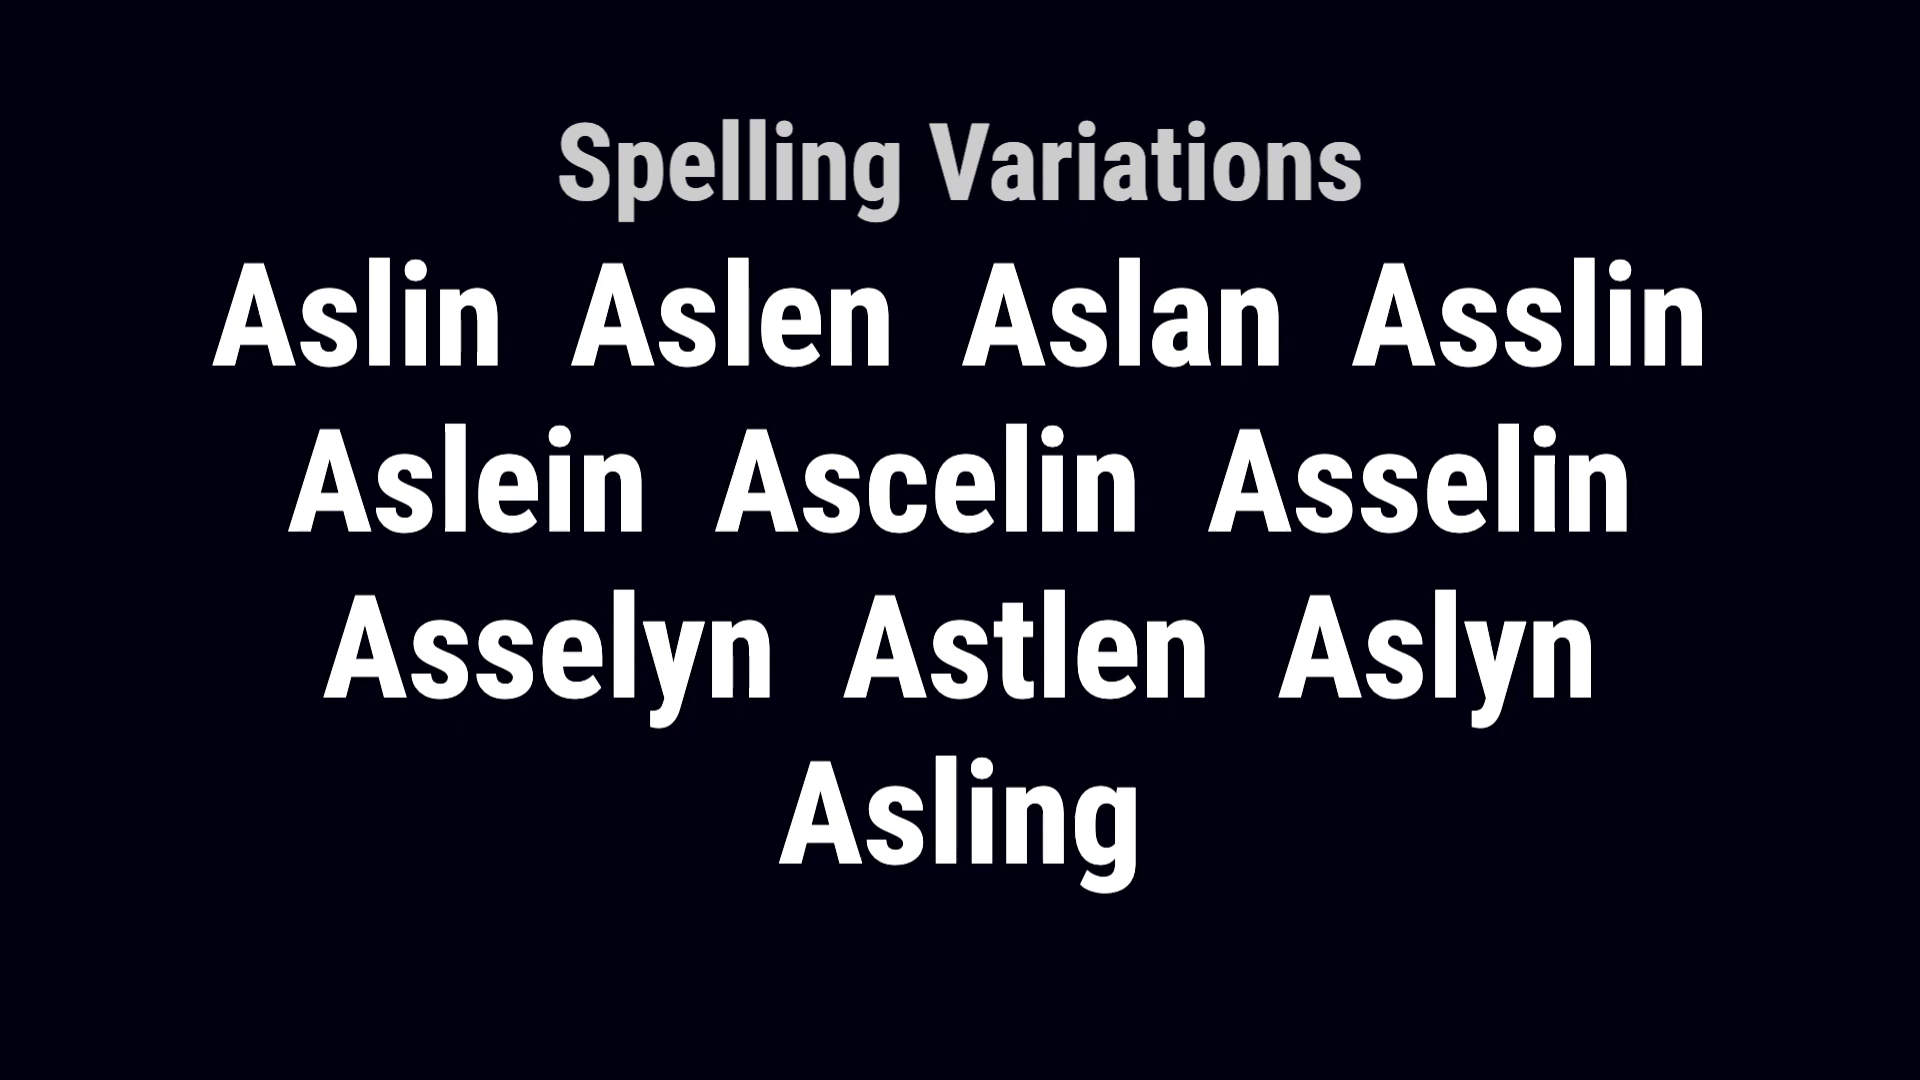 Spelling Variations
Aslin Aslen Aslan Asslin
Aslein Ascelin Asselin
Asselyn Astlen Aslyn
Asling